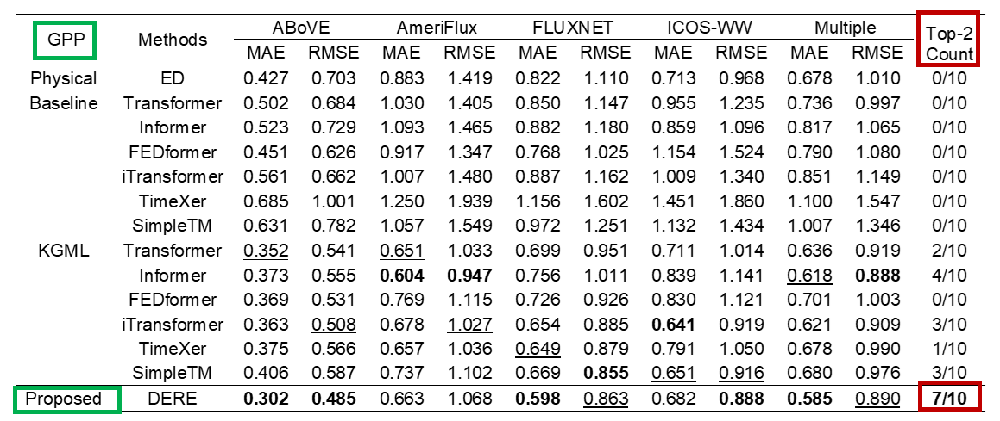 GPP Methods ABoVE AmeriFlux FLUXNET ICOS-WW Multiple Top-2 Count
MAE RMSE MAE RMSE MAE RMSE MAE RMSE MAE RMSE
Physical ED 0.427 0.703 0.883 1.419 0.822 1.110 0.713 0.968 0.678 1.010 0/10
Baseline Transformer 0.502 0.684 1.030 1.405 0.850 1.147 0.955 1.235 0.736 0.997 0/10
Informer 0.523 0.729 1.093 1.465 0.882 1.180 0.859 1.096 0.817 1.065 0/10
FEDformer 0.451 0.626 0.917 1.347 0.768 1.025 1.154 1.524 0.790 1.080 0/10
iTransformer 0.561 0.662 1.007 1.480 0.887 1.162 1.009 1.340 0.851 1.149 0/10
TimeXer 0.685 1.001 1.250 1.939 1.156 1.602 1.451 1.860 1.100 1.547 0/10
SimpleTM 0.631 0.782 1.057 1.549 0.972 1.251 1.132 1.434 1.007 1.346 0/10
KGML Transformer 0.352 0.541 0.651 1.033 0.699 0.951 0.711 1.014 0.636 0.919 2/10
Informer 0.373 0.555 0.604 0.947 0.756 1.011 0.839 1.141 0.618 0.888 4/10
FEDformer 0.369 0.531 0.769 1.115 0.726 0.926 0.830 1.121 0.701 1.003 0/10
iTransformer 0.363 0.508 0.678 1.027 0.654 0.885 0.641 0.919 0.621 0.909 3/10
TimeXer 0.375 0.566 0.657 1.036 0.649 0.879 0.791 1.050 0.678 0.990 1/10
SimpleTM 0.406 0.587 0.737 1.102 0.669 0.855 0.651 0.916 0.680 0.976 3/10
Proposed DERE 0.302 0.485 0.663 1.068 0.598 0.863 0.682 0.888 0.585 0.890 7/10